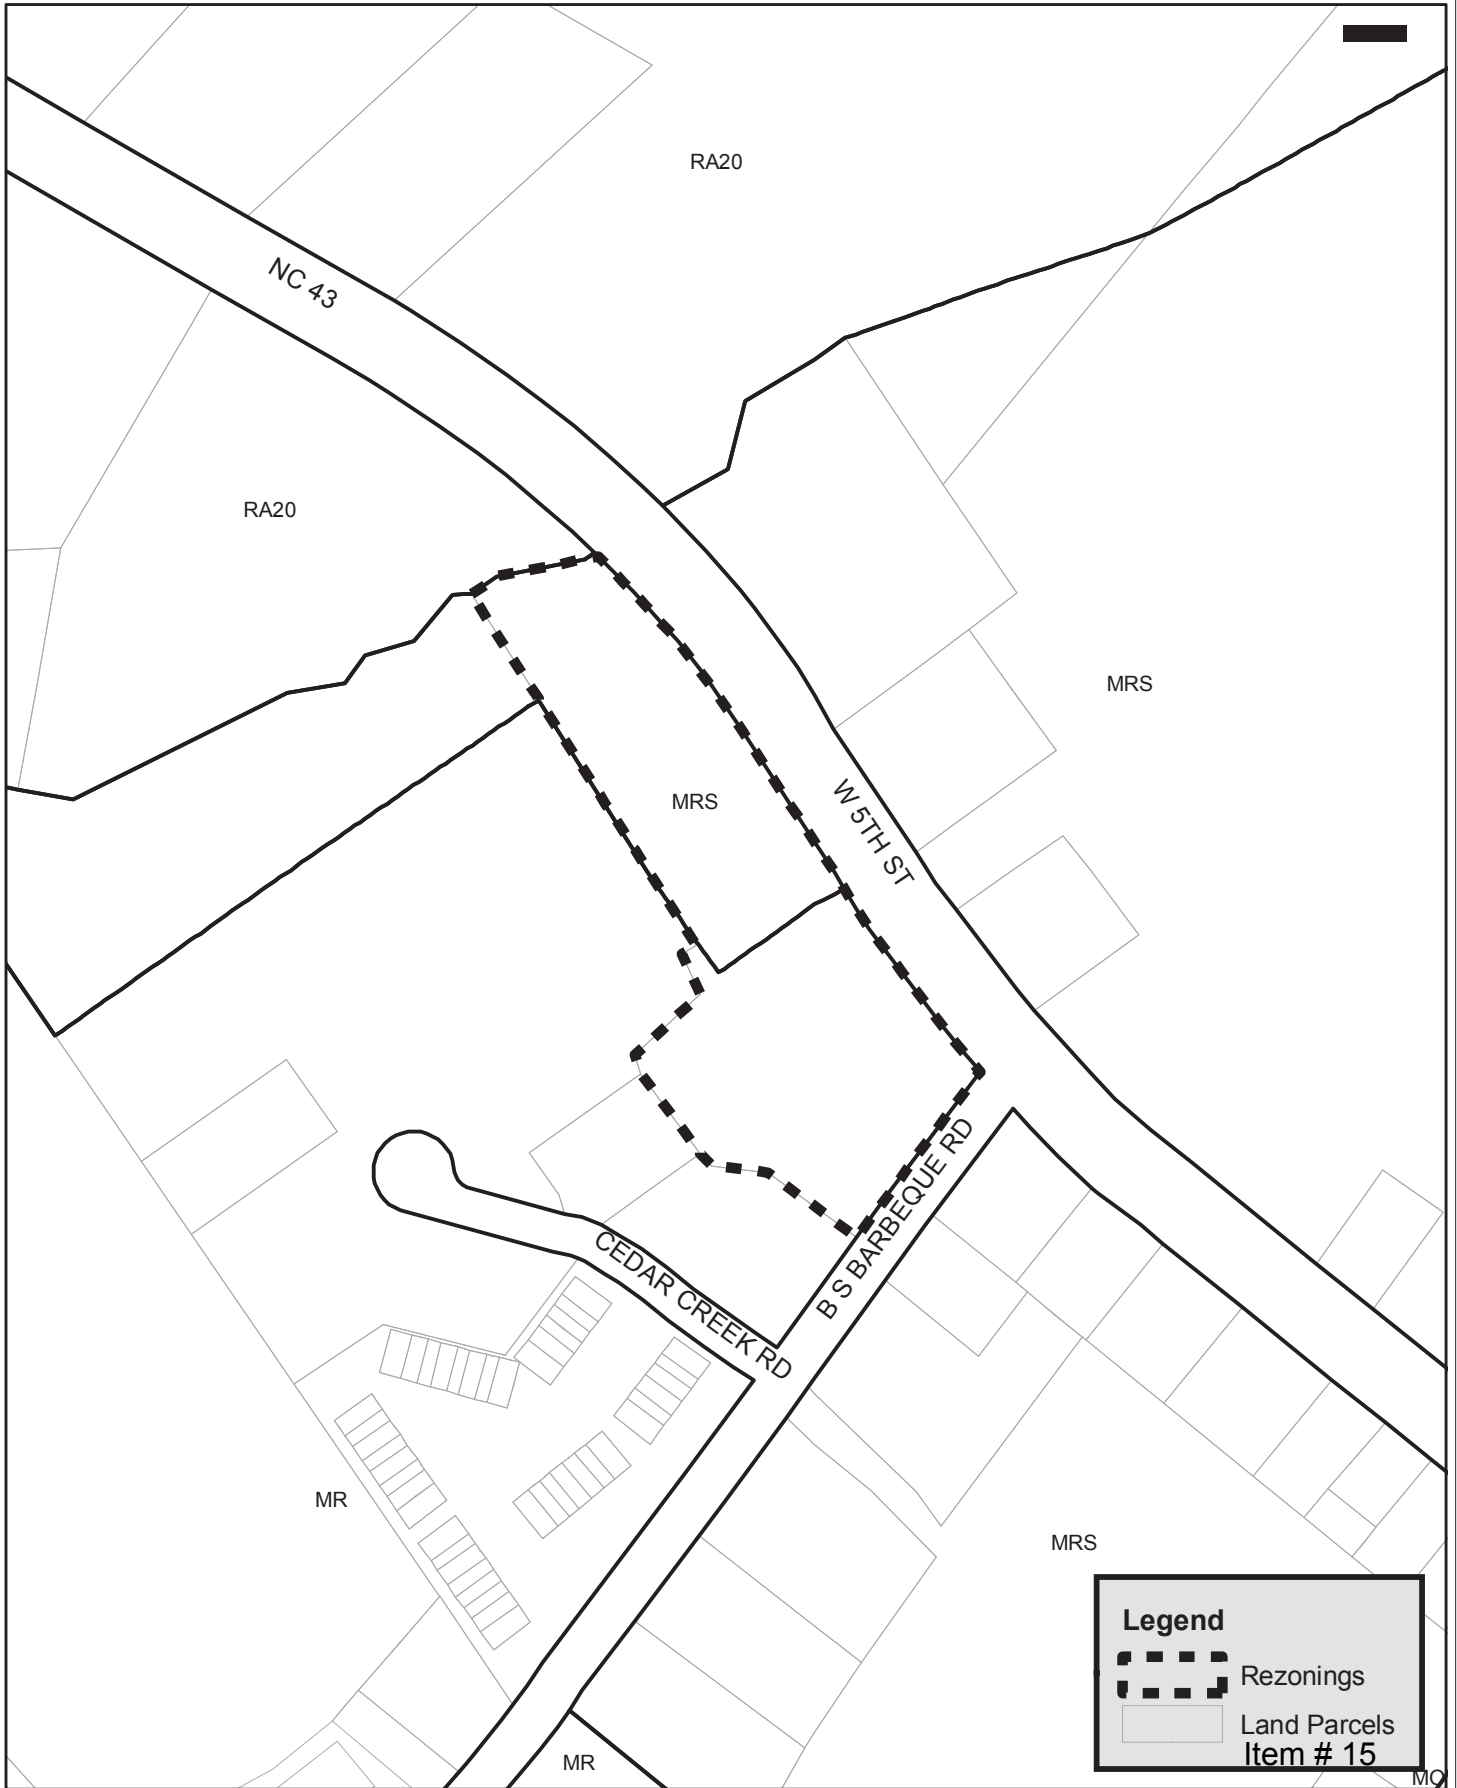 RA20
NC 43
RA20
MRS
MRS
W 5TH ST
B S BARBEQUE RD
CEDAR CREEK RD
MR
MRS
Legend
Rezonings
Land Parcels
Item # 15
MR